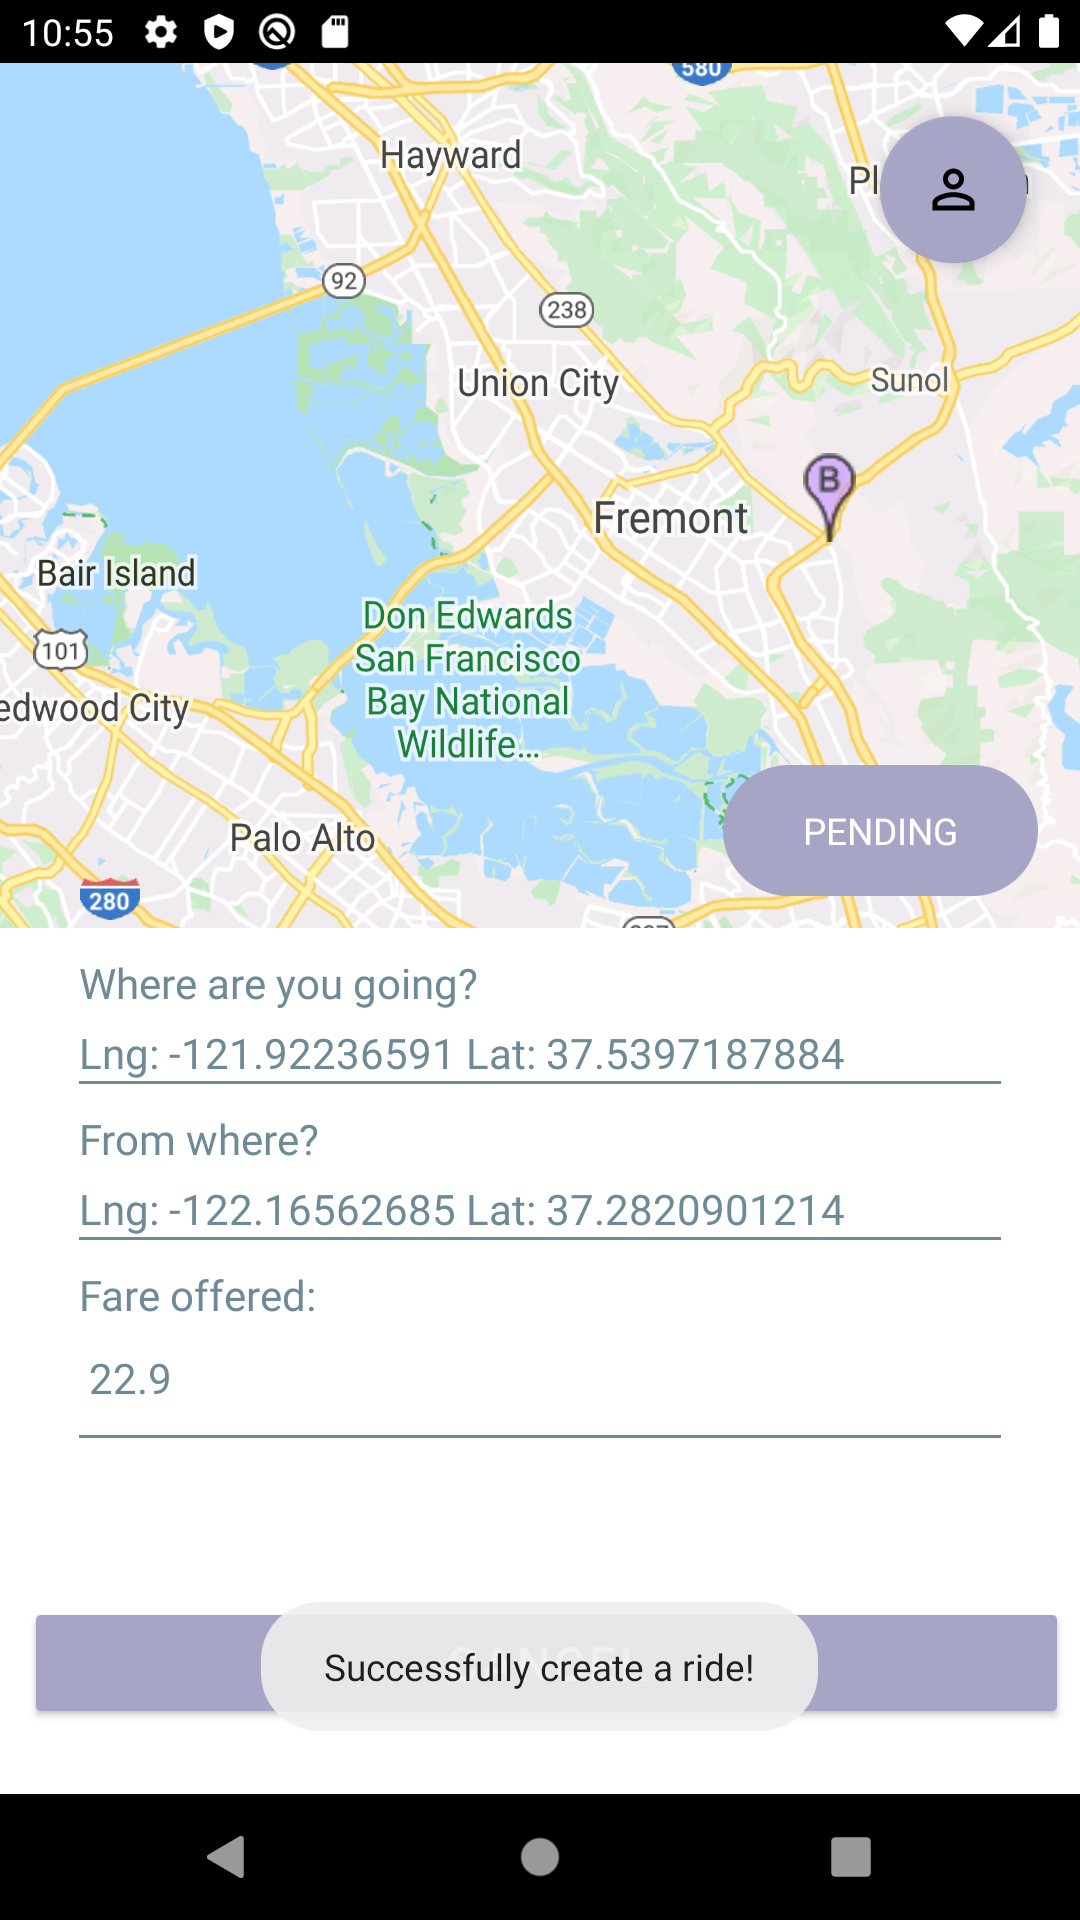 10:55
580
Hayward
Pl
92
238
Union City
Sunol
B
Fremont
Bair Island
Don Edwards
San Francisco
Bay National
Wildlife...
101
edwood City
PENDING
Palo Alto
280
Where are you going?
Lng: -121.92236591 Lat: 37.5397187884
From where?
Lng: -122.16562685 Lat: 37.2820901214
Fare offered:
22.9
Successfully create a ride!